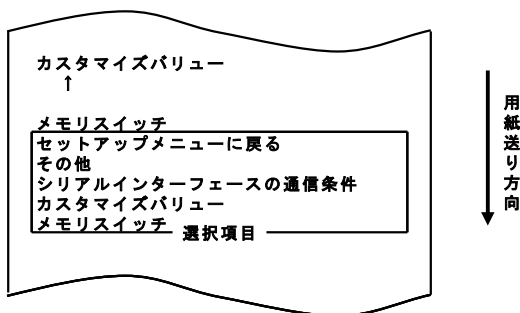 カスタマイズバリュー
↑
メモリスイッチ
セットアップメニューに戻る
その他
シリアルインターフェースの通信条件
カスタマイズバリュー
メモリスイッチ
選択項目
用紙送り方向